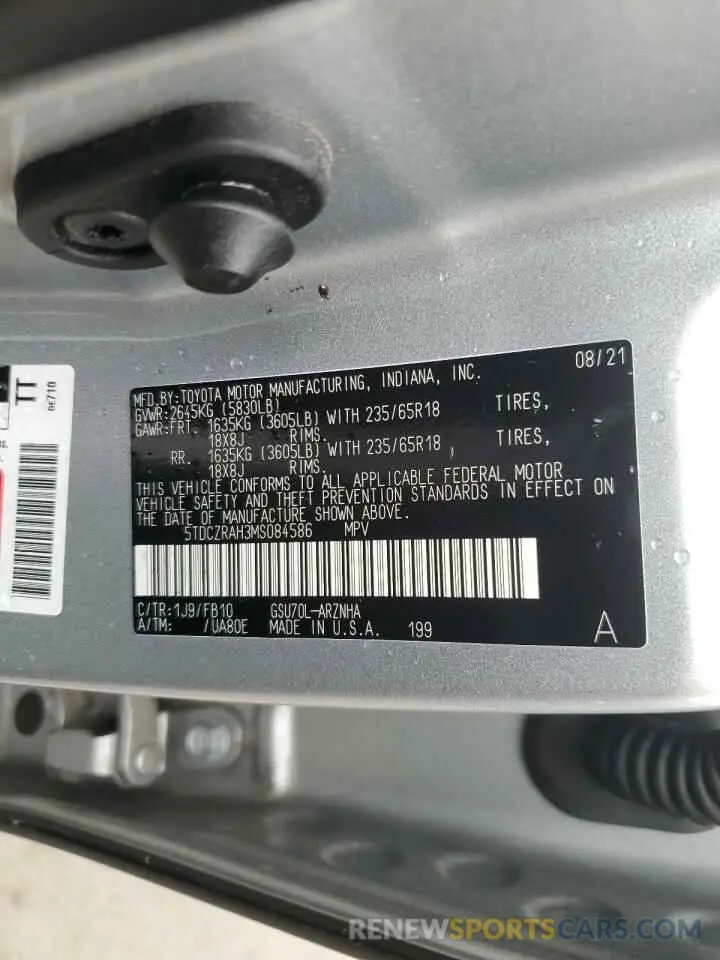 08/21
MFD.BY:TOYOTA MOTOR MANUFACTURING, INDIANA, INC.
GVWR:2645KG (5830LB)
GAWR:FRT. 1635KG (3605LB) WITH 235/65R18 TIRES,
18X8J RIMS.
RR. 1635KG (3605LB) WITH 235/65R18 , TIRES,
18X8J RIMS.
THIS VEHICLE CONFORMS TO ALL APPLICABLE FEDERAL MOTOR
VEHICLE SAFETY AND THEFT PREVENTION STANDARDS IN EFFECT ON
THE DATE OF MANUFACTURE SHOWN ABOVE.
5TDCZRAH3MS084586 MPV
C/TR:1J9/FB10 GSU70L-ARZNHA
A/TM: /UA80E MADE IN U.S.A. 199
A
TT
0E710
RENEWSPORTSCARS.COM